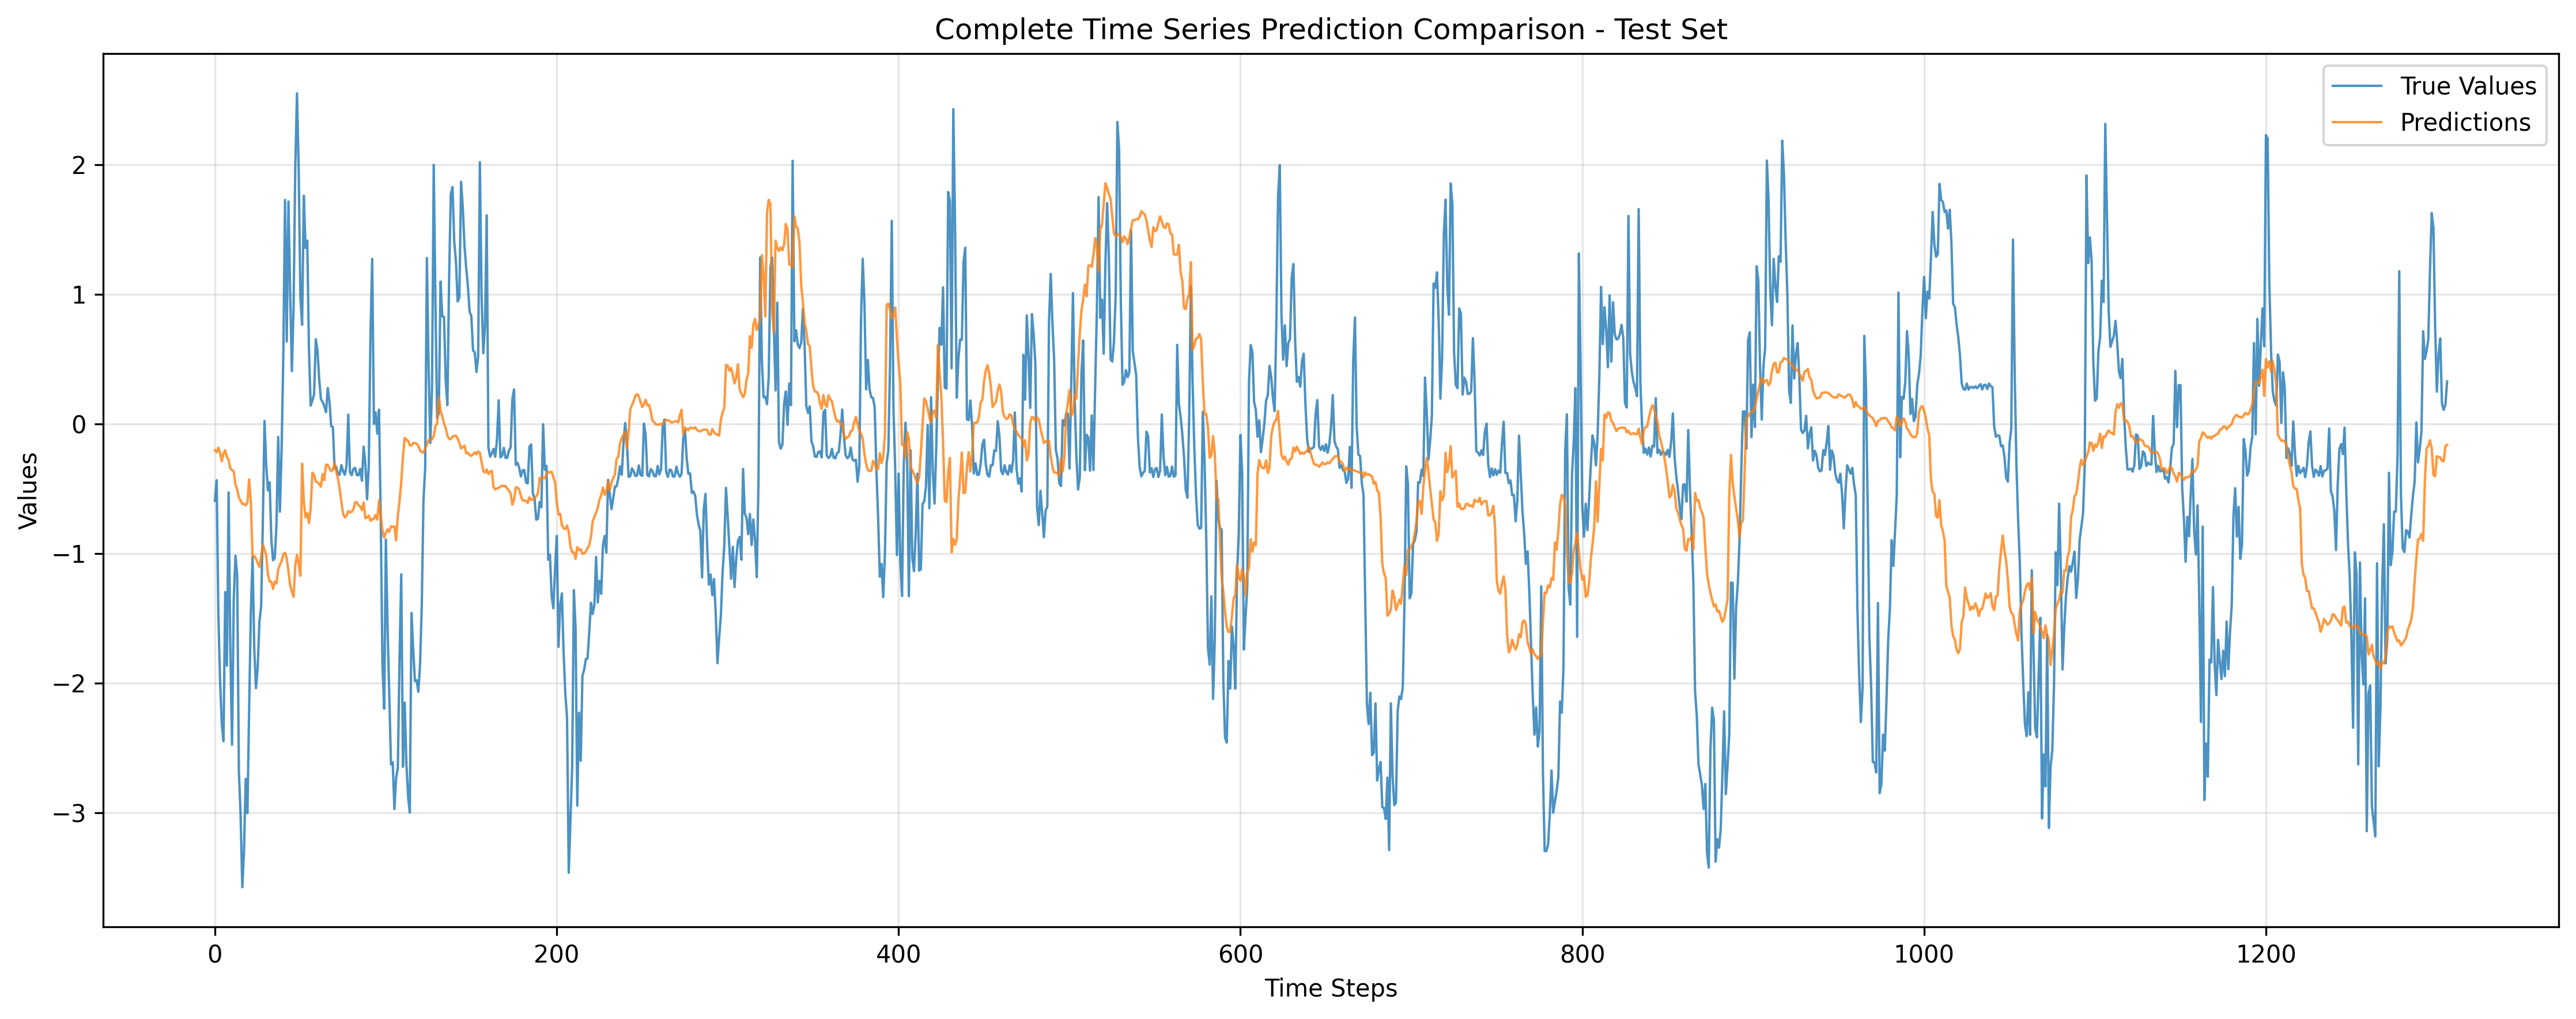 Complete Time Series Prediction Comparison - Test Set
True Values
Predictions
Values
2
1
0
−1
−2
−3
0 200 400 600 800 1000 1200
Time Steps